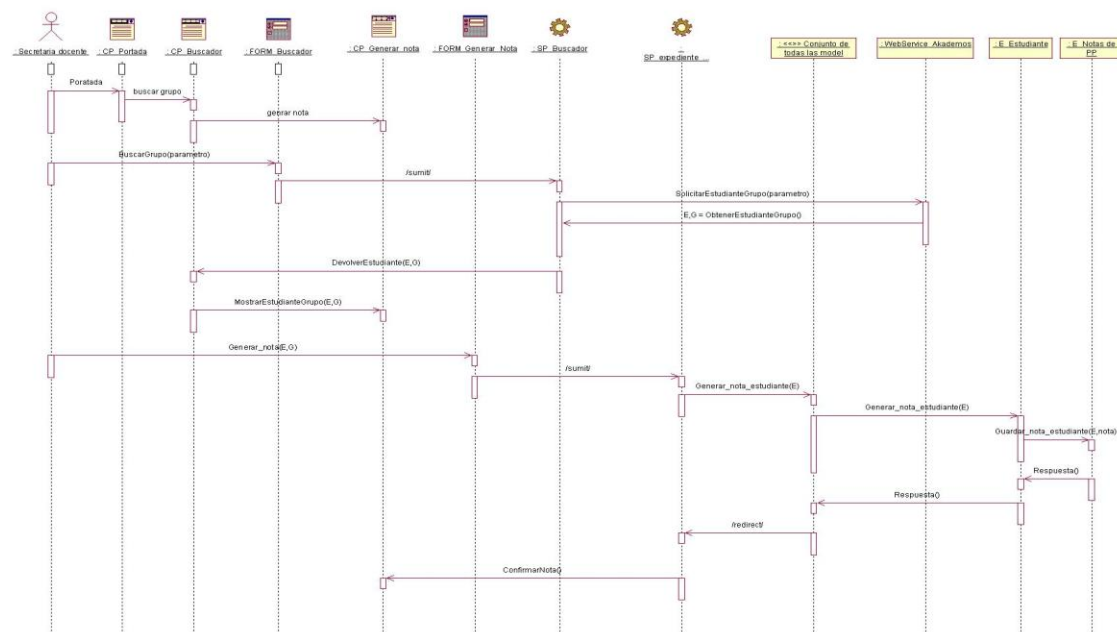 : Secretaria docente
: CP_Portada
: CP_Buscador
: FORM_Buscador
: CP_Generar_nota
: FORM_Generar_Nota
: SP_Buscador
:
SP_expediente ...
: <<>> Conjunto de
todas las model
: WebService_Akademos
: E_Estudiante
: E_Notas de
PP
Poratada
buscar grupo
genrar nota
BuscarGrupo(parametro)
/sumit/
SolicitarEstudianteGrupo(parametro)
E,G = ObtenerEstudianteGrupo()
DevolverEstudiante(E,G)
MostrarEstudianteGrupo(E,G)
Generar_nota(E,G)
/sumit/
Generar_nota_estudiante(E)
Generar_nota_estudiante(E)
Guardar_nota_estudiante(E,nota)
Respuesta()
Respuesta()
/redirect/
ConfirmarNota()